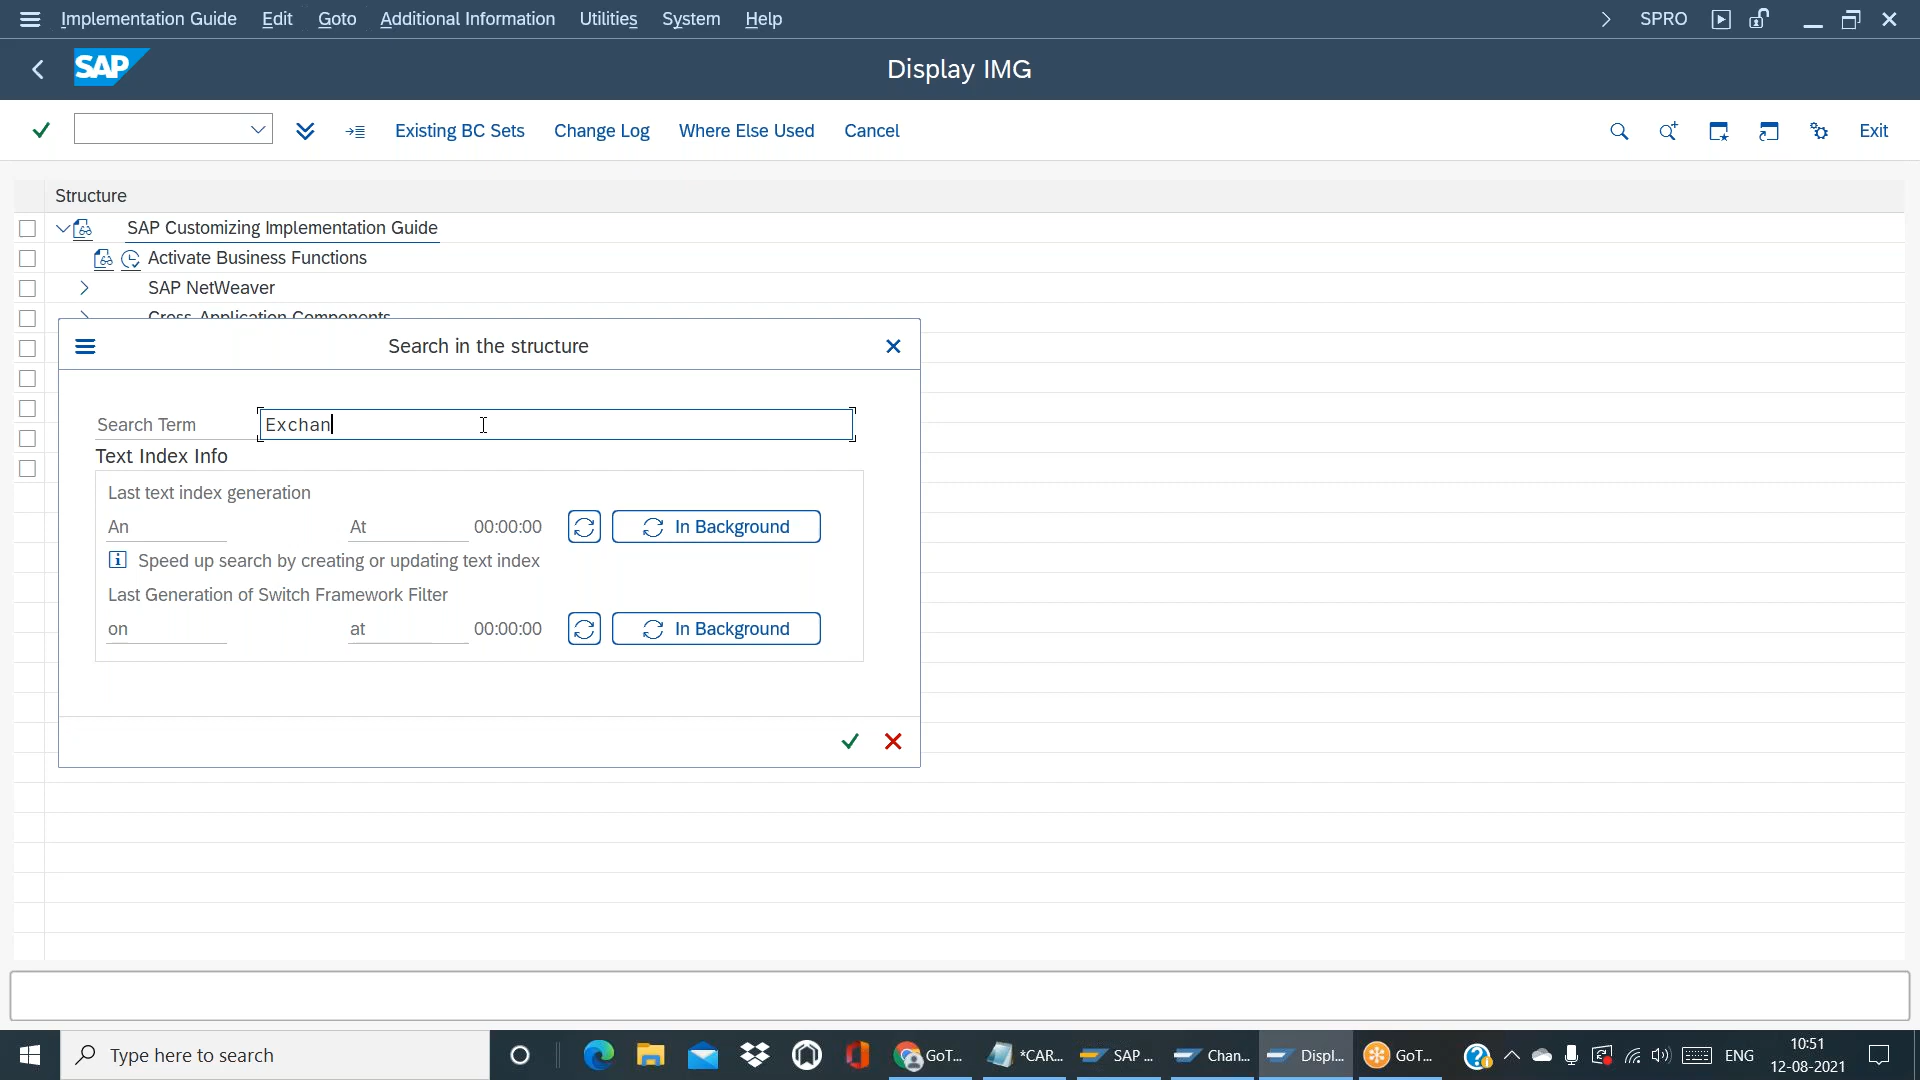 Implementation Guide Edit Goto Additional Information Utilities System Help SPRO
SAP Display IMG
Existing BC Sets Change Log Where Else Used Cancel Exit
Structure
SAP Customizing Implementation Guide
Activate Business Functions
SAP NetWeaver
Cross-Application Components
Search in the structure
Search Term Exchan
Text Index Info
Last text index generation
An At 00:00:00 In Background
Speed up search by creating or updating text index
Last Generation of Switch Framework Filter
on at 00:00:00 In Background
Type here to search GoT... *CAR... SAP ... Chan... Displ... GoT... ENG 10:51
12-08-2021